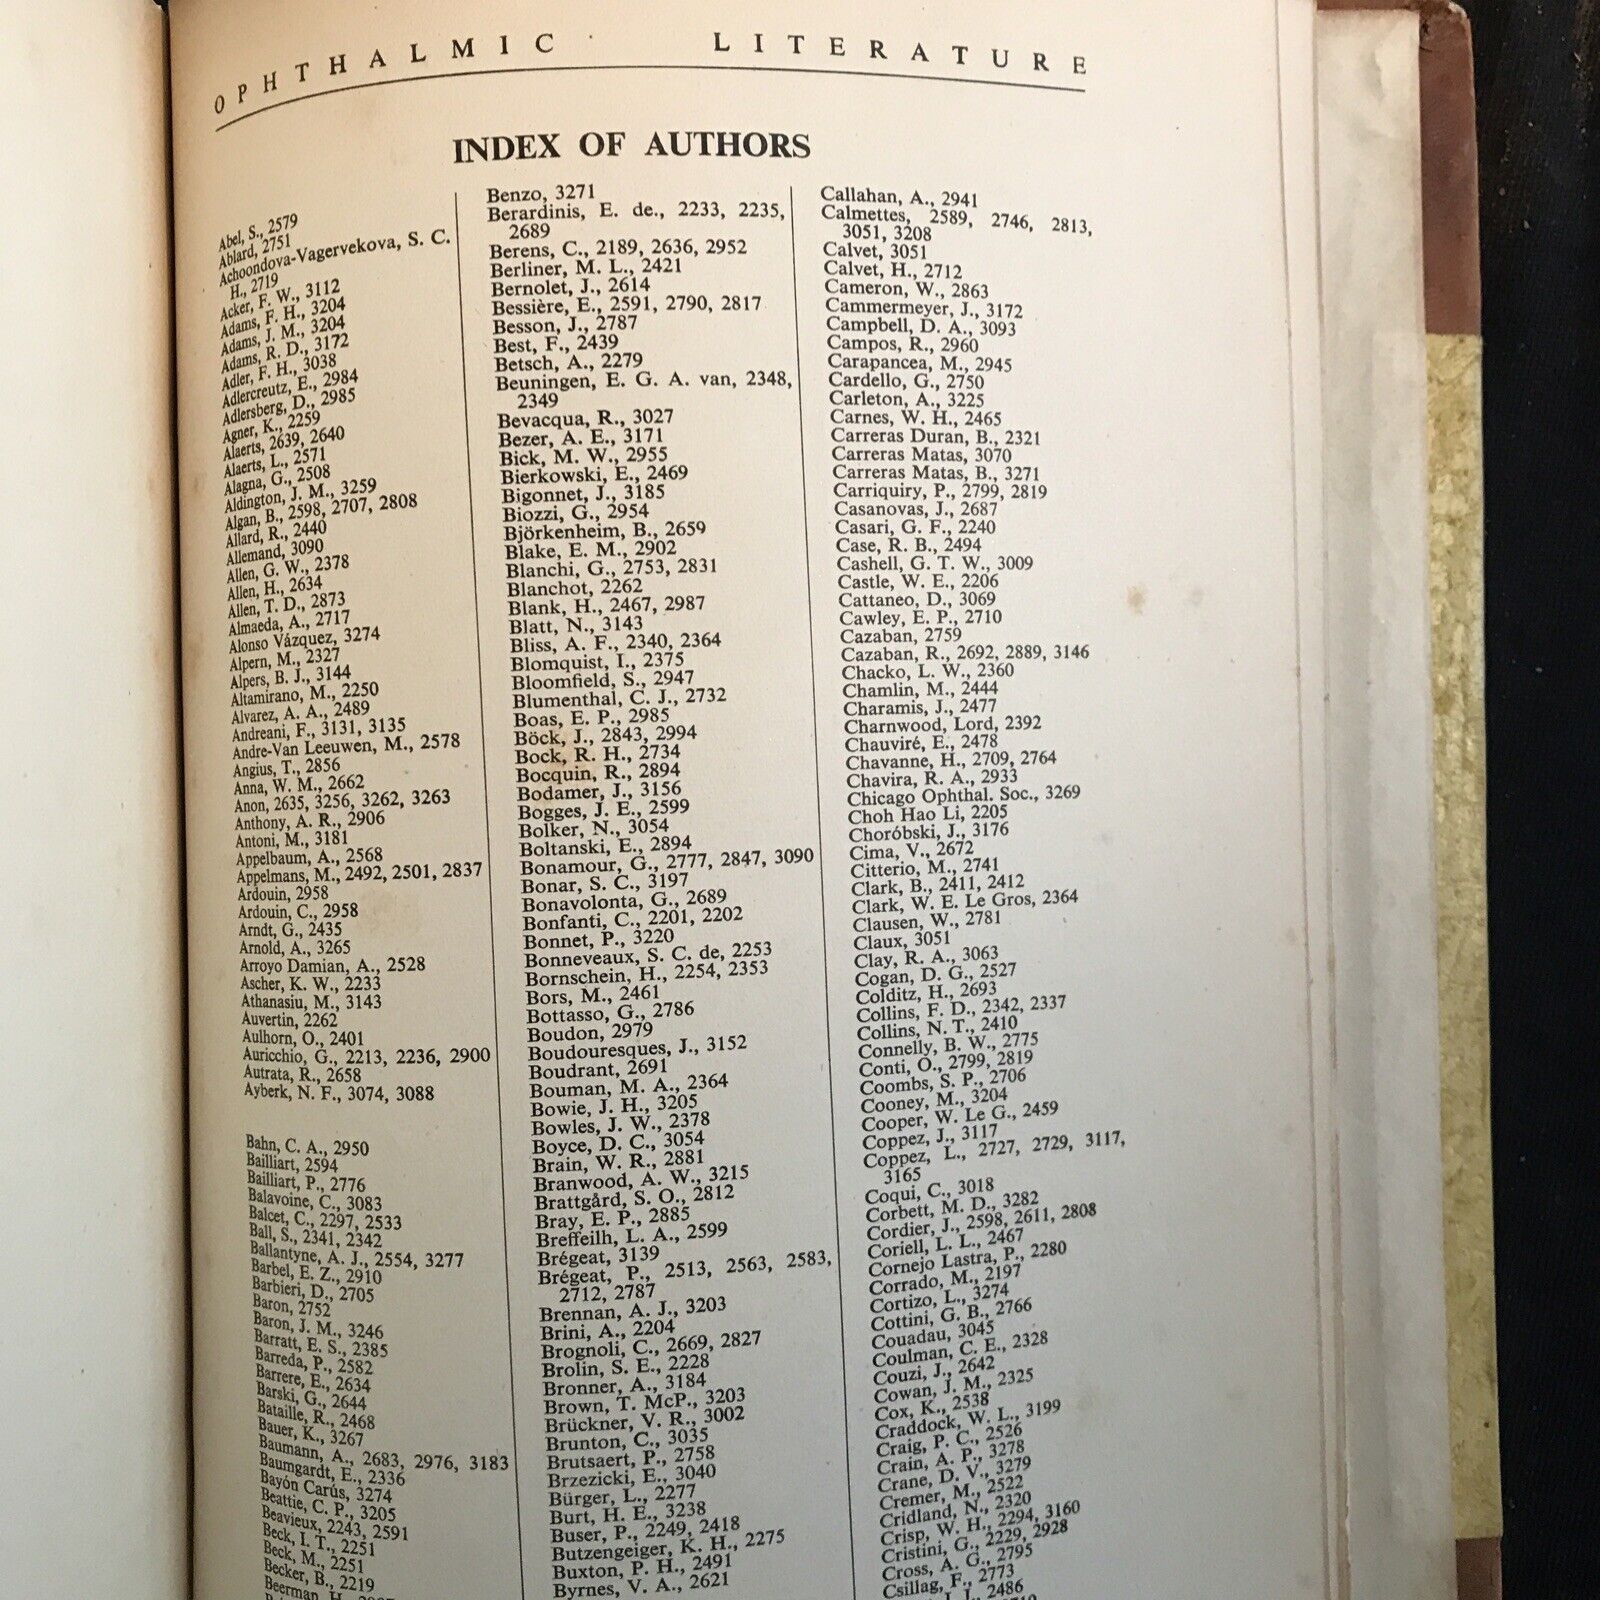 OPHTHALMIC LITERATURE
INDEX OF AUTHORS
Abel, S., 2579
Ablard, 2751
Achoondova-Vagervekova, S. C.
H., 2719
Acker, F. W., 3112
Adams, F. H., 3204
Adams, J. M., 3204
Adams, R. D., 3172
Adler, F. H., 3038
Adlercreutz, E., 2984
Adlersberg, D., 2985
Agner, K., 2259
Alaerts, 2639, 2640
Alaerts, L., 2571
Alagna, G., 2508
Aldington, J. M., 3259
Algan, B., 2598, 2707, 2808
Allard, R., 2440
Allemand, 3090
Allen, G. W., 2378
Allen, H., 2634
Allen, T. D., 2873
Almaeda, A., 2717
Alonso Vázquez, 3274
Alpern, M., 2327
Alpers, B. J., 3144
Altamirano, M., 2250
Alvarez, A. A., 2489
Andreani, F., 3131, 3135
Andre-Van Leeuwen, M., 2578
Angius, T., 2856
Anna, W. M., 2662
Anon, 2635, 3256, 3262, 3263
Anthony, A. R., 2906
Antoni, M., 3181
Appelbaum, A., 2568
Appelmans, M., 2492, 2501, 2837
Ardouin, 2958
Ardouin, C., 2958
Arndt, G., 2435
Arnold, A., 3265
Arroyo Damian, A., 2528
Ascher, K. W., 2233
Athanasiu, M., 3143
Auvertin, 2262
Aulhorn, O., 2401
Auricchio, G., 2213, 2236, 2900
Autrata, R., 2658
Ayberk, N. F., 3074, 3088
Bahn, C. A., 2950
Bailliart, 2594
Bailliart, P., 2776
Balavoine, C., 3083
Balcet, C., 2297, 2533
Ball, S., 2341, 2342
Ballantyne, A. J., 2554, 3277
Barbel, E. Z., 2910
Barbieri, D., 2705
Baron, 2752
Baron, J. M., 3246
Barratt, E. S., 2385
Barreda, P., 2582
Barrere, E., 2634
Barski, G., 2644
Bataille, R., 2468
Bauer, K., 3267
Baumann, A., 2683, 2976, 3183
Baumgardt, E., 2336
Bayón Carús, 3274
Beattie, C. P., 3205
Beavieux, 2243, 2591
Beck, I. T., 2251
Beck, M., 2251
Becker, B., 2219
Beerman, H.,
Benzo, 3271
Berardinis, E. de., 2233, 2235,
2689
Berens, C., 2189, 2636, 2952
Berliner, M. L., 2421
Bernolet, J., 2614
Bessière, E., 2591, 2790, 2817
Besson, J., 2787
Best, F., 2439
Betsch, A., 2279
Beuningen, E. G. A. van, 2348,
2349
Bevacqua, R., 3027
Bezer, A. E., 3171
Bick, M. W., 2955
Bierkowski, E., 2469
Bigonnet, J., 3185
Biozzi, G., 2954
Björkenheim, B., 2659
Blake, E. M., 2902
Blanchi, G., 2753, 2831
Blanchot, 2262
Blank, H., 2467, 2987
Blatt, N., 3143
Bliss, A. F., 2340, 2364
Blomquist, I., 2375
Bloomfield, S., 2947
Blumenthal, C. J., 2732
Boas, E. P., 2985
Böck, J., 2843, 2994
Bock, R. H., 2734
Bocquin, R., 2894
Bodamer, J., 3156
Bogges, J. E., 2599
Bolker, N., 3054
Boltanski, E., 2894
Bonamour, G., 2777, 2847, 3090
Bonar, S. C., 3197
Bonavolonta, G., 2689
Bonfanti, C., 2201, 2202
Bonnet, P., 3220
Bonneveaux, S. C. de, 2253
Bornschein, H., 2254, 2353
Bors, M., 2461
Bottasso, G., 2786
Boudon, 2979
Boudouresques, J., 3152
Boudrant, 2691
Bouman, M. A., 2364
Bowie, J. H., 3205
Bowles, J. W., 2378
Boyce, D. C., 3054
Brain, W. R., 2881
Branwood, A. W., 3215
Brattgård, S. O., 2812
Bray, E. P., 2885
Breffeilh, L. A., 2599
Brégeat, 3139
Brégeat, P., 2513, 2563, 2583,
2712, 2787
Brennan, A. J., 3203
Brini, A., 2204
Brognoli, C., 2669, 2827
Brolin, S. E., 2228
Bronner, A., 3184
Brown, T. McP., 3203
Brückner, V. R., 3002
Brunton, C., 3035
Brutsaert, P., 2758
Brzezicki, E., 3040
Bürger, L., 2277
Burt, H. E., 3238
Buser, P., 2249, 2418
Butzengeiger, K. H., 2275
Buxton, P. H., 2491
Byrnes, V. A., 2621
Callahan, A., 2941
Calmettes, 2589, 2746, 2813,
3051, 3208
Calvet, 3051
Calvet, H., 2712
Cameron, W., 2863
Cammermeyer, J., 3172
Campbell, D. A., 3093
Campos, R., 2960
Carapancea, M., 2945
Cardello, G., 2750
Carleton, A., 3225
Carnes, W. H., 2465
Carreras Duran, B., 2321
Carreras Matas, 3070
Carreras Matas, B., 3271
Carriquiry, P., 2799, 2819
Casanovas, J., 2687
Casari, G. F., 2240
Case, R. B., 2494
Cashell, G. T. W., 3009
Castle, W. E., 2206
Cattaneo, D., 3069
Cawley, E. P., 2710
Cazaban, 2759
Cazaban, R., 2692, 2889, 3146
Chacko, L. W., 2360
Chamlin, M., 2444
Charamis, J., 2477
Charnwood, Lord, 2392
Chauviré, E., 2478
Chavanne, H., 2709, 2764
Chavira, R. A., 2933
Chicago Ophthal. Soc., 3269
Choh Hao Li, 2205
Choróbski, J., 3176
Cima, V., 2672
Citterio, M., 2741
Clark, B., 2411, 2412
Clark, W. E. Le Gros, 2364
Clausen, W., 2781
Claux, 3051
Clay, R. A., 3063
Cogan, D. G., 2527
Colditz, H., 2693
Collins, F. D., 2342, 2337
Collins, N. T., 2410
Connelly, B. W., 2775
Conti, O., 2799, 2819
Coombs, S. P., 2706
Cooney, M., 3204
Cooper, W. Le G., 2459
Coppez, J., 3117
Coppez, L., 2727, 2729, 3117,
3165
Coqui, C., 3018
Corbett, M. D., 3282
Cordier, J., 2598, 2611, 2808
Coriell, L. L., 2467
Cornejo Lastra, P., 2280
Corrado, M., 2197
Cortizo, L., 3274
Cottini, G. B., 2766
Couadau, 3045
Coulman, C. E., 2328
Couzi, J., 2642
Cowan, J. M., 2325
Cox, K., 2538
Craddock, W. L., 3199
Craig, P. C., 2526
Crain, A. P., 3278
Crane, D. V., 3279
Cremer, M., 2522
Cridland, N., 2320
Crisp, W. H., 2294, 3160
Cristini, G., 2229, 2928
Cross, A. G., 2795
Csillag, F., 2773
2486